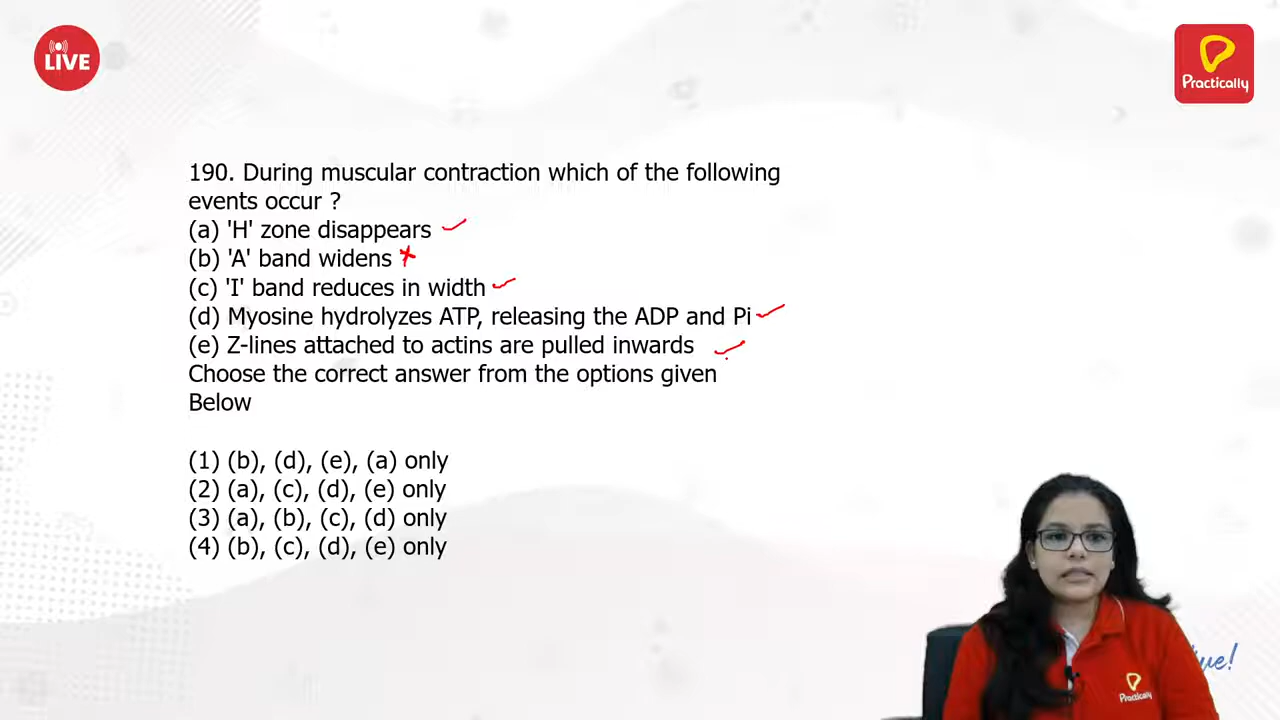 LIVE
Practically
190. During muscular contraction which of the following
events occur ?
(a) 'H' zone disappears
(b) 'A' band widens
(c) 'I' band reduces in width
(d) Myosine hydrolyzes ATP, releasing the ADP and Pi
(e) Z-lines attached to actins are pulled inwards
Choose the correct answer from the options given
Below
(1) (b), (d), (e), (a) only
(2) (a), (c), (d), (e) only
(3) (a), (b), (c), (d) only
(4) (b), (c), (d), (e) only
Practically